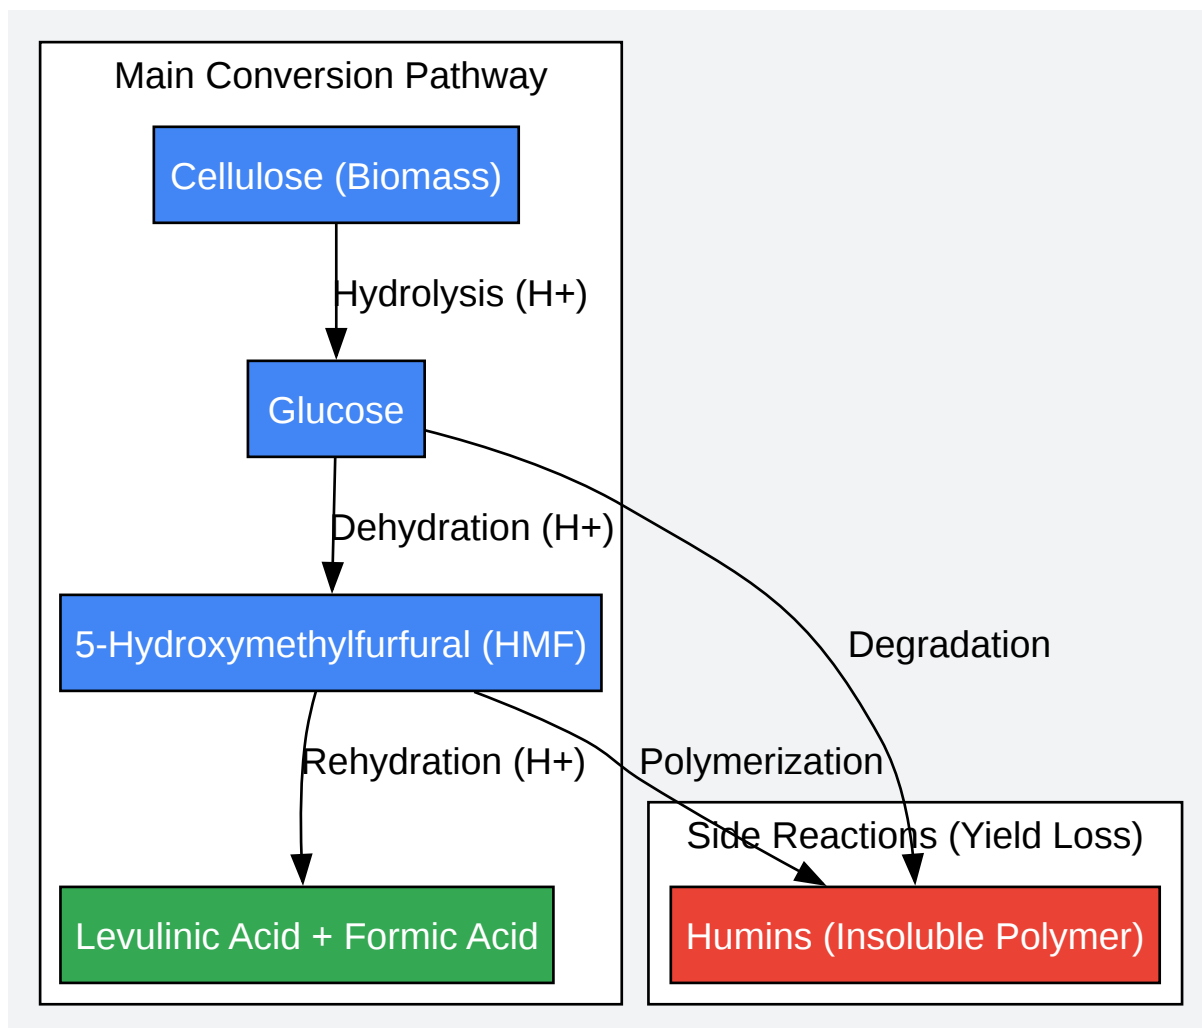 Main Conversion Pathway
Cellulose (Biomass)
Hydrolysis (H+)
Glucose
Dehydration (H+)
5-Hydroxymethylfurfural (HMF)
Degradation
Rehydration (H+)
Polymerization
Side Reactions (Yield Loss)
Levulinic Acid + Formic Acid
Humins (Insoluble Polymer)